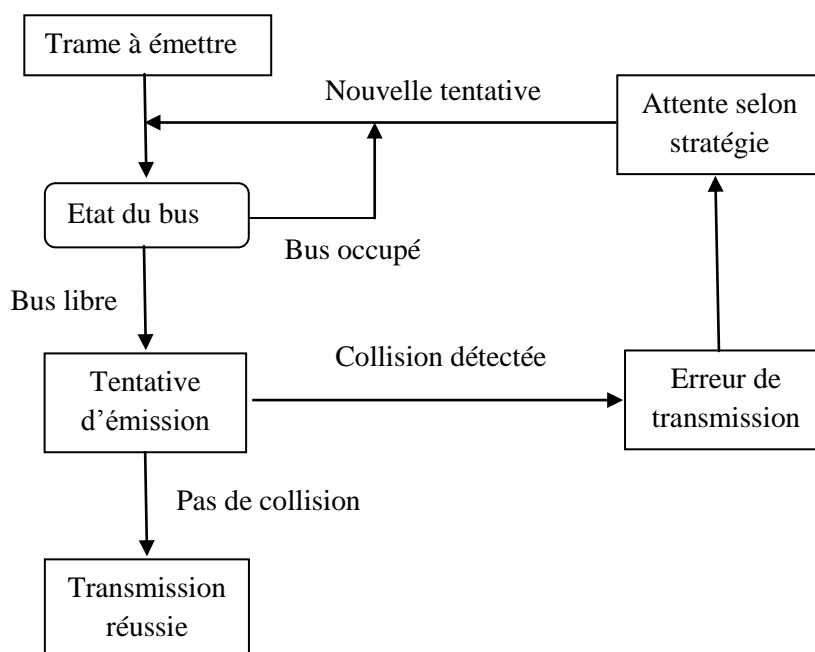 Trame à émettre
Nouvelle tentative
Attente selon
stratégie
Etat du bus
Bus occupé
Bus libre
Collision détectée
Tentative
d’émission
Erreur de
transmission
Pas de collision
Transmission
réussie